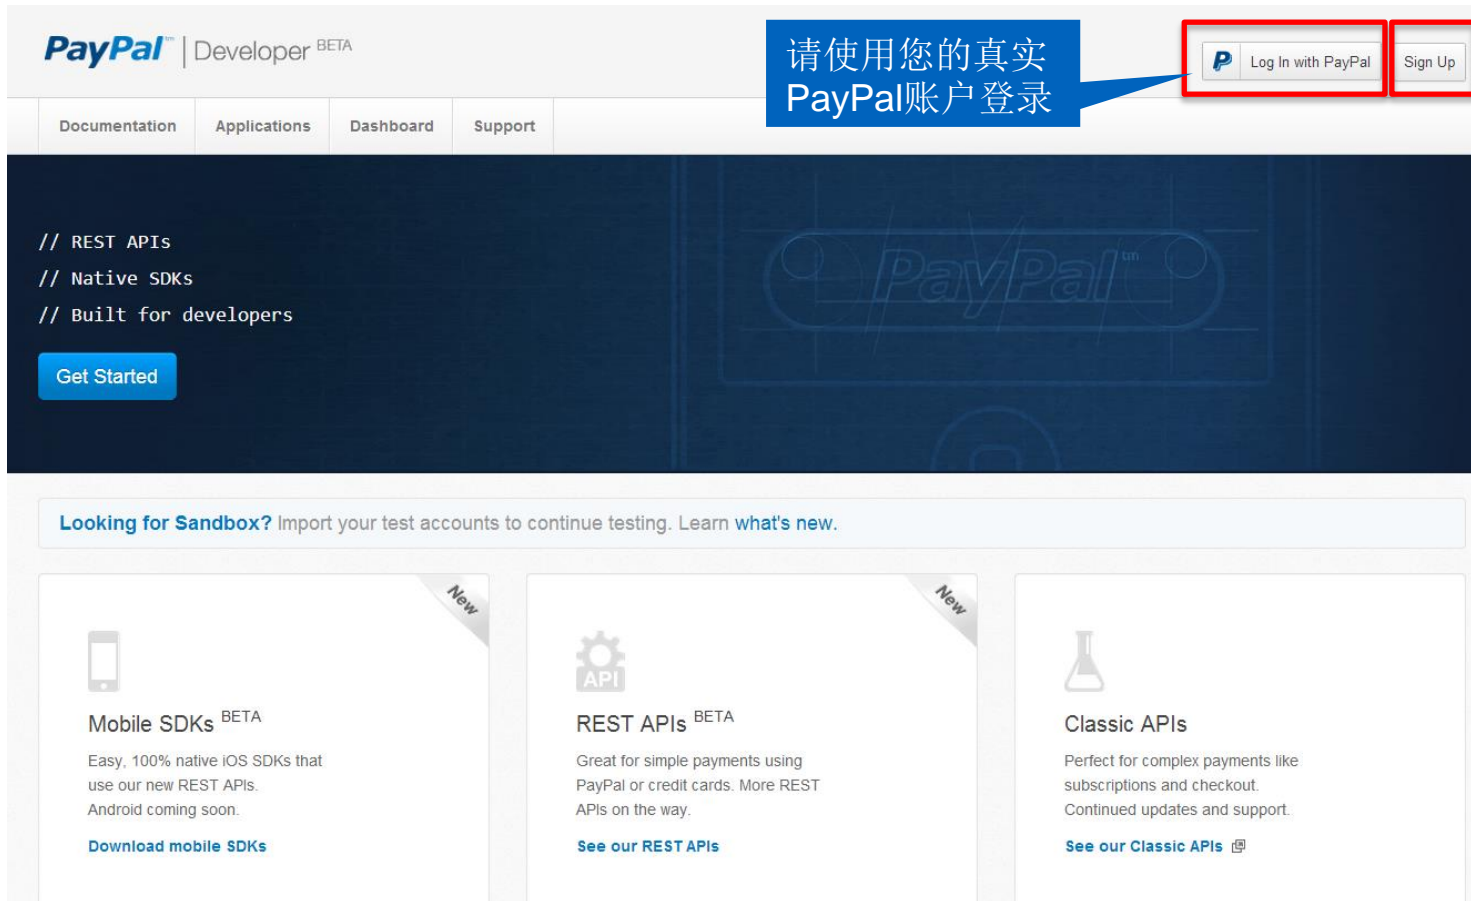 PayPal™ | Developer BETA
请使用您的真实
PayPal账户登录
Log In with PayPal
Sign Up
Documentation
Applications
Dashboard
Support
// REST APIs
// Native SDKs
// Built for developers
PayPal tm
Get Started
Looking for Sandbox? Import your test accounts to continue testing. Learn what's new.
New
Mobile SDKs BETA
Easy, 100% native iOS SDKs that
use our new REST APIs.
Android coming soon.
Download mobile SDKs
New
API
REST APIs BETA
Great for simple payments using
PayPal or credit cards. More REST
APIs on the way.
See our REST APIs
Classic APIs
Perfect for complex payments like
subscriptions and checkout.
Continued updates and support.
See our Classic APIs